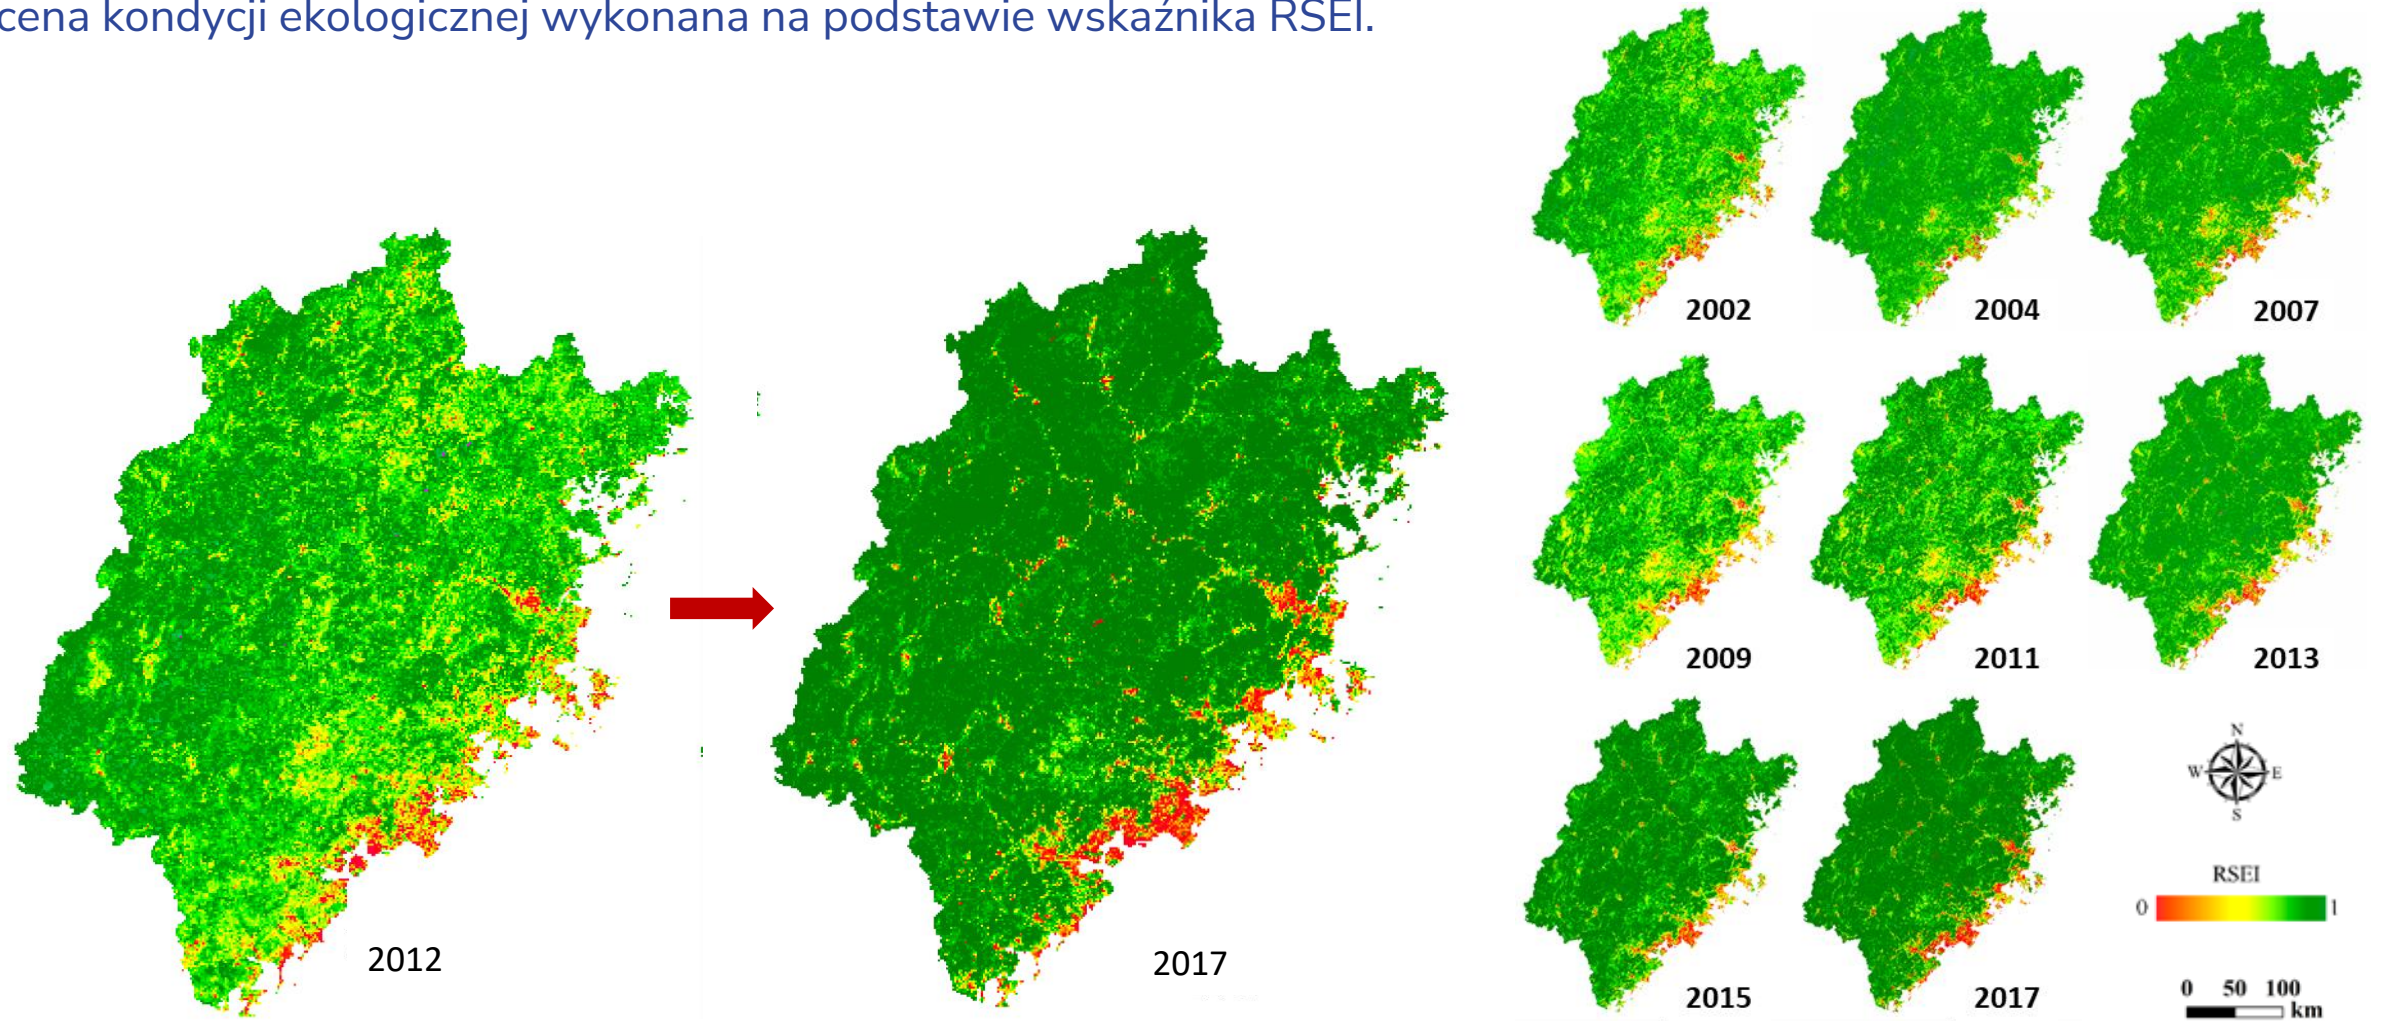 cena kondycji ekologicznej wykonana na podstawie wskaźnika RSEI.
2012
2017
2002
2004
2007
2009
2011
2013
2015
2017
N
W
E
S
RSEI
0
1
0 50 100
km